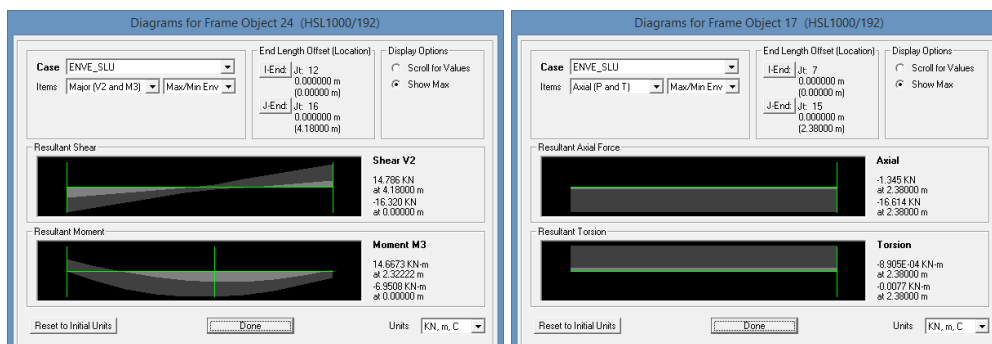 Diagrams for Frame Object 24 (HSL1000/192)
Case ENVE_SLU
Items Major (V2 and M3) Max/Min Env
End Length Offset (Location)
I-End: Jt: 12
0.000000 m
(0.00000 m)
J-End: Jt: 16
0.000000 m
(4.18000 m)
Display Options
Scroll for Values
Show Max
Resultant Shear
Shear V2
14.786 KN
at 4.18000 m
-16.320 KN
at 0.00000 m
Resultant Moment
Moment M3
14.6673 KN-m
at 2.32222 m
-6.9508 KN-m
at 0.00000 m
Reset to Initial Units
Done
Units KN, m, C
Diagrams for Frame Object 17 (HSL1000/192)
Case ENVE_SLU
Items Axial (P and T) Max/Min Env
End Length Offset (Location)
I-End: Jt: 7
0.000000 m
(0.00000 m)
J-End: Jt: 15
0.000000 m
(2.38000 m)
Display Options
Scroll for Values
Show Max
Resultant Axial Force
Axial
-1.345 KN
at 2.38000 m
-16.614 KN
at 2.38000 m
Resultant Torsion
Torsion
-8.905E-04 KN-m
at 2.38000 m
-0.0077 KN-m
at 2.38000 m
Reset to Initial Units
Done
Units KN, m, C